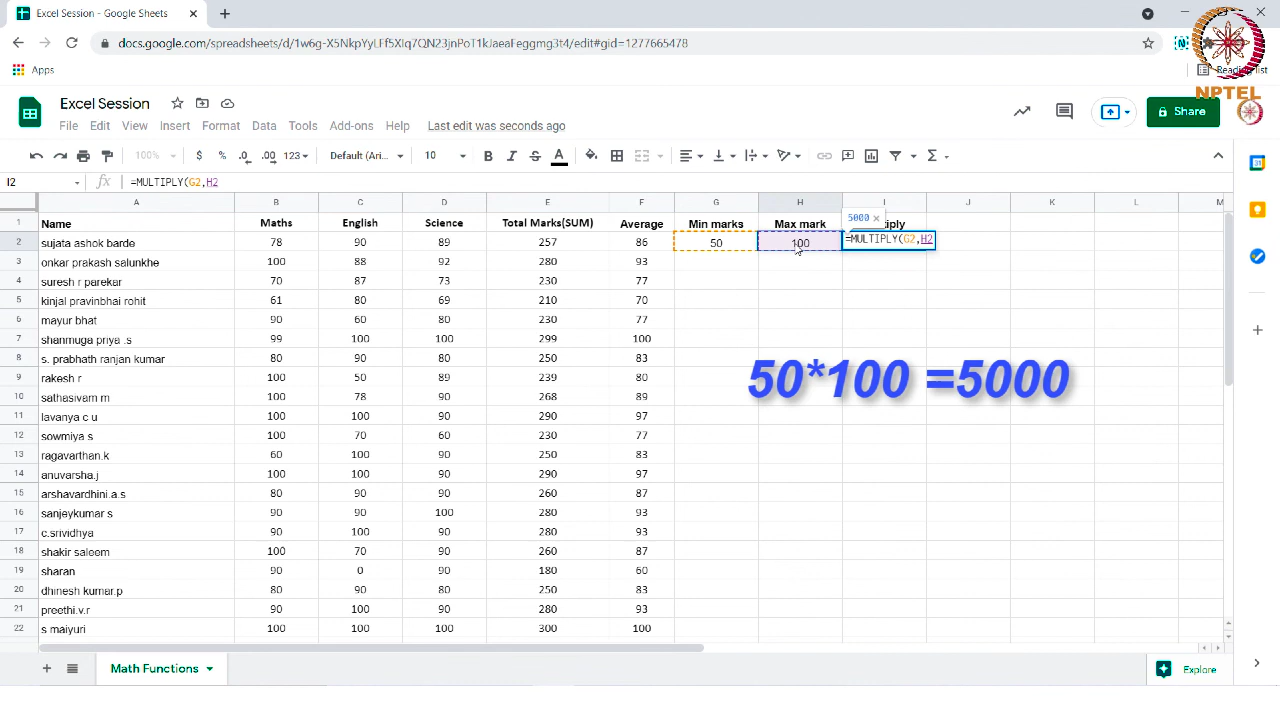 Excel Session - Google Sheets
docs.google.com/spreadsheets/d/1w6g-X5NkpYyLFf5XIq7QN23jnPoT1kJaeaFeggmg3t4/edit#gid=1277665478
Apps
Reading list
NPTEL
Excel Session
File Edit View Insert Format Data Tools Add-ons Help Last edit was seconds ago
Share
100% $ % .0 .00 123 Default (Ari... 10 B I S A
I2 fx =MULTIPLY(G2,H2
A B C D E F G H I J K L M
1 Name Maths English Science Total Marks(SUM) Average Min marks Max mark
5000 ×
2 sujata ashok barde 78 90 89 257 86 50 100 =MULTIPLY(G2,H2
3 onkar prakash salunkhe 100 88 92 280 93
4 suresh r parekar 70 87 73 230 77
5 kinjal pravinbhai rohit 61 80 69 210 70
6 mayur bhat 90 60 80 230 77
7 shanmuga priya .s 99 100 100 299 100
8 s. prabhath ranjan kumar 80 90 80 250 83
9 rakesh r 100 50 89 239 80
10 sathasivam m 100 78 90 268 89
11 lavanya c u 100 100 90 290 97
12 sowmiya s 100 70 60 230 77
13 ragavarthan.k 60 100 90 250 83
14 anuvarsha.j 100 100 90 290 97
15 arshavardhini.a.s 80 90 90 260 87
16 sanjeykumar s 90 90 100 280 93
17 c.srividhya 90 100 90 280 93
18 shakir saleem 100 70 90 260 87
19 sharan 90 0 90 180 60
20 dhinesh kumar.p 80 90 80 250 83
21 preethi.v.r 90 100 90 280 93
22 s maiyuri 100 100 100 300 100
50*100 =5000
Math Functions
Explore